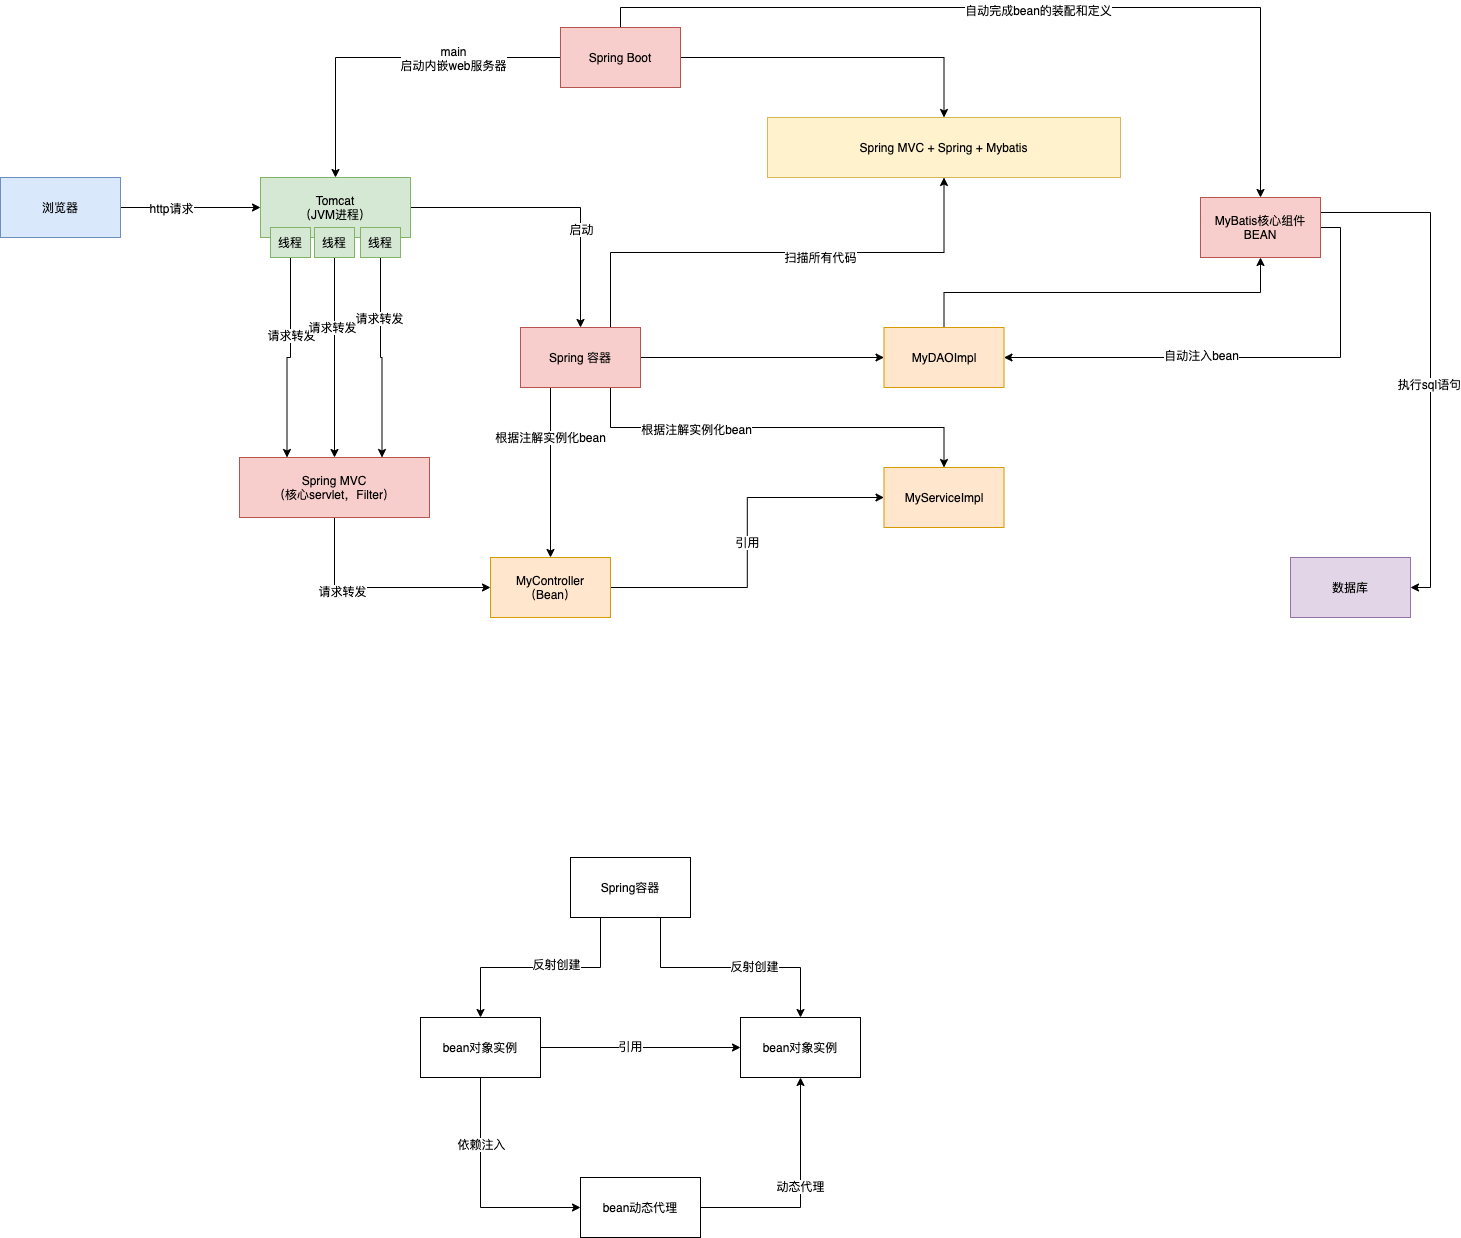 自动完成bean的装配和定义
main
启动内嵌web服务器
Spring Boot
Spring MVC + Spring + Mybatis
浏览器
http请求
Tomcat
（JVM进程）
线程
线程
线程
启动
MyBatis核心组件
BEAN
扫描所有代码
请求转发
请求转发
请求转发
Spring 容器
MyDAOImpl
自动注入bean
执行sql语句
根据注解实例化bean
根据注解实例化bean
Spring MVC
（核心servlet，Filter）
MyServiceImpl
引用
请求转发
MyController
（Bean）
数据库
Spring容器
反射创建
反射创建
bean对象实例
引用
bean对象实例
依赖注入
动态代理
bean动态代理